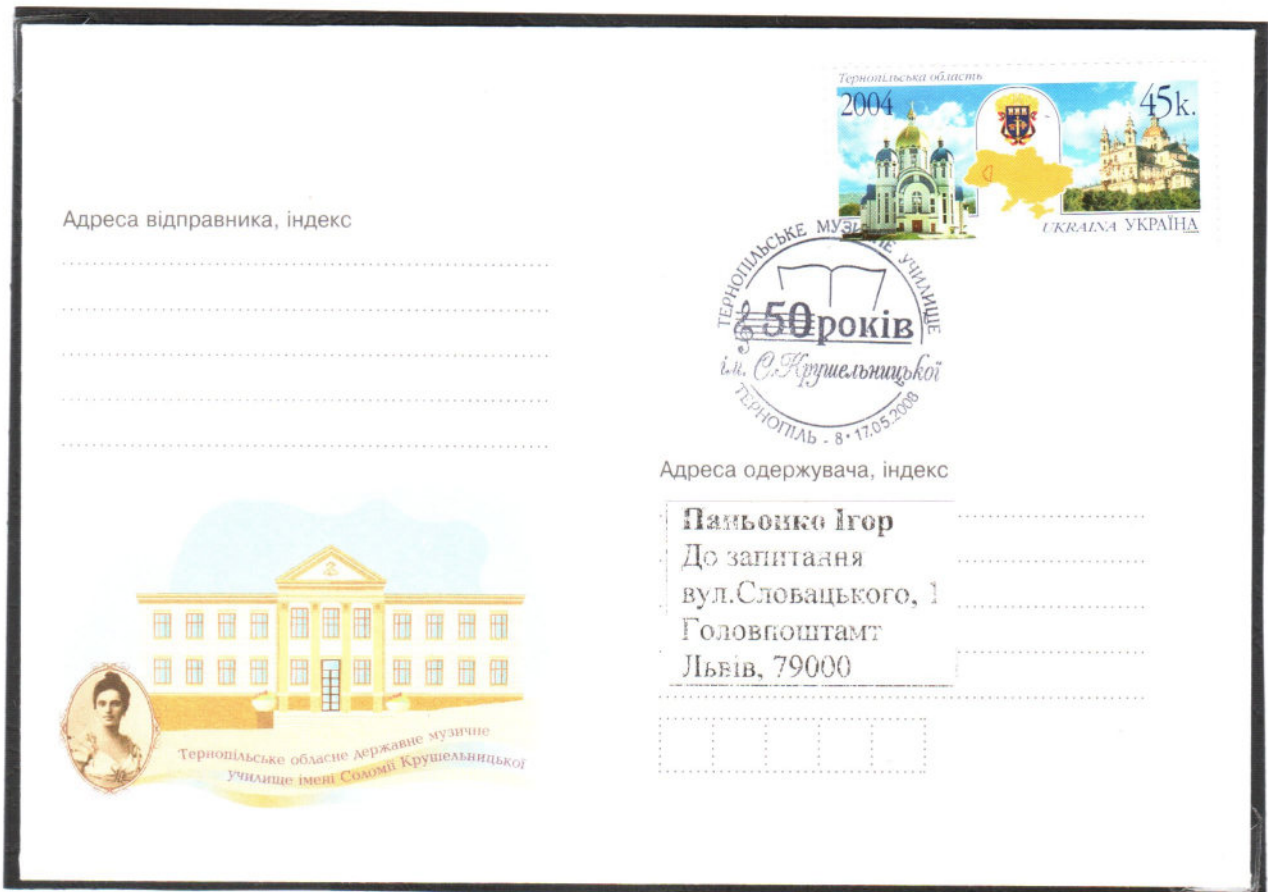 Тернопільська область
2004
45к.
UKRAINA УКРАЇНА
Адреса відправника, індекс
ТЕРНОПІЛЬСЬКЕ МУЗИЧНЕ УЧИЛИЩЕ
50 років
ім. С. Крушельницької
ТЕРНОПІЛЬ - 8 • 17.05.2008
Адреса одержувача, індекс
Паньонко Ігор
До запитання
вул.Словацького, 1
Головпоштамт
Львів, 79000
Тернопільське обласне державне музичне
училище імені Соломії Крушельницької